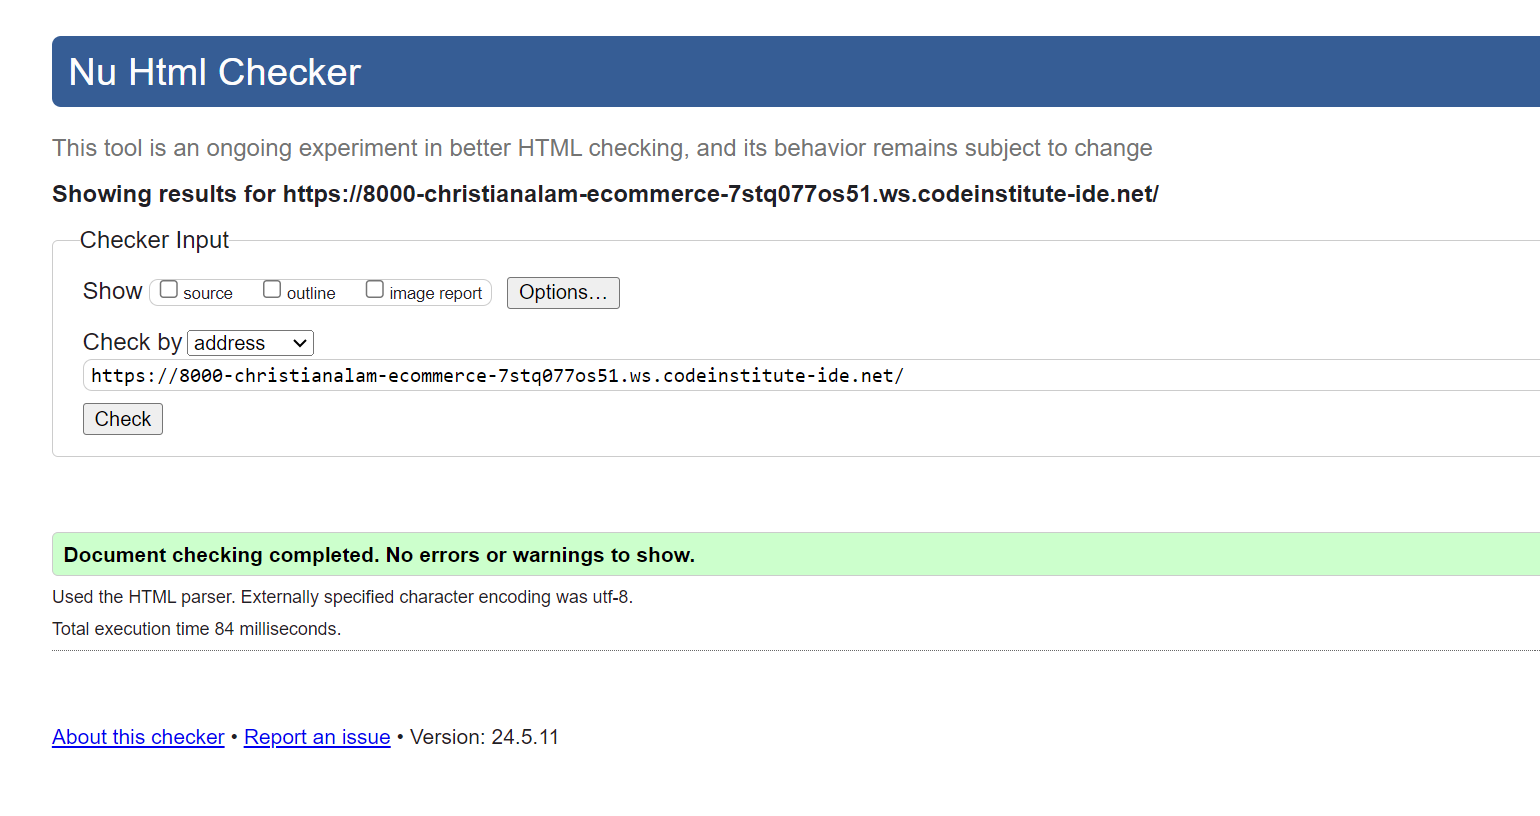 Nu Html Checker
This tool is an ongoing experiment in better HTML checking, and its behavior remains subject to change
Showing results for https://8000-christianalam-ecommerce-7stq077os51.ws.codeinstitute-ide.net/
Checker Input
Show source outline image report Options...
Check by address
https://8000-christianalam-ecommerce-7stq077os51.ws.codeinstitute-ide.net/
Check
Document checking completed. No errors or warnings to show.
Used the HTML parser. Externally specified character encoding was utf-8.
Total execution time 84 milliseconds.
About this checker • Report an issue • Version: 24.5.11